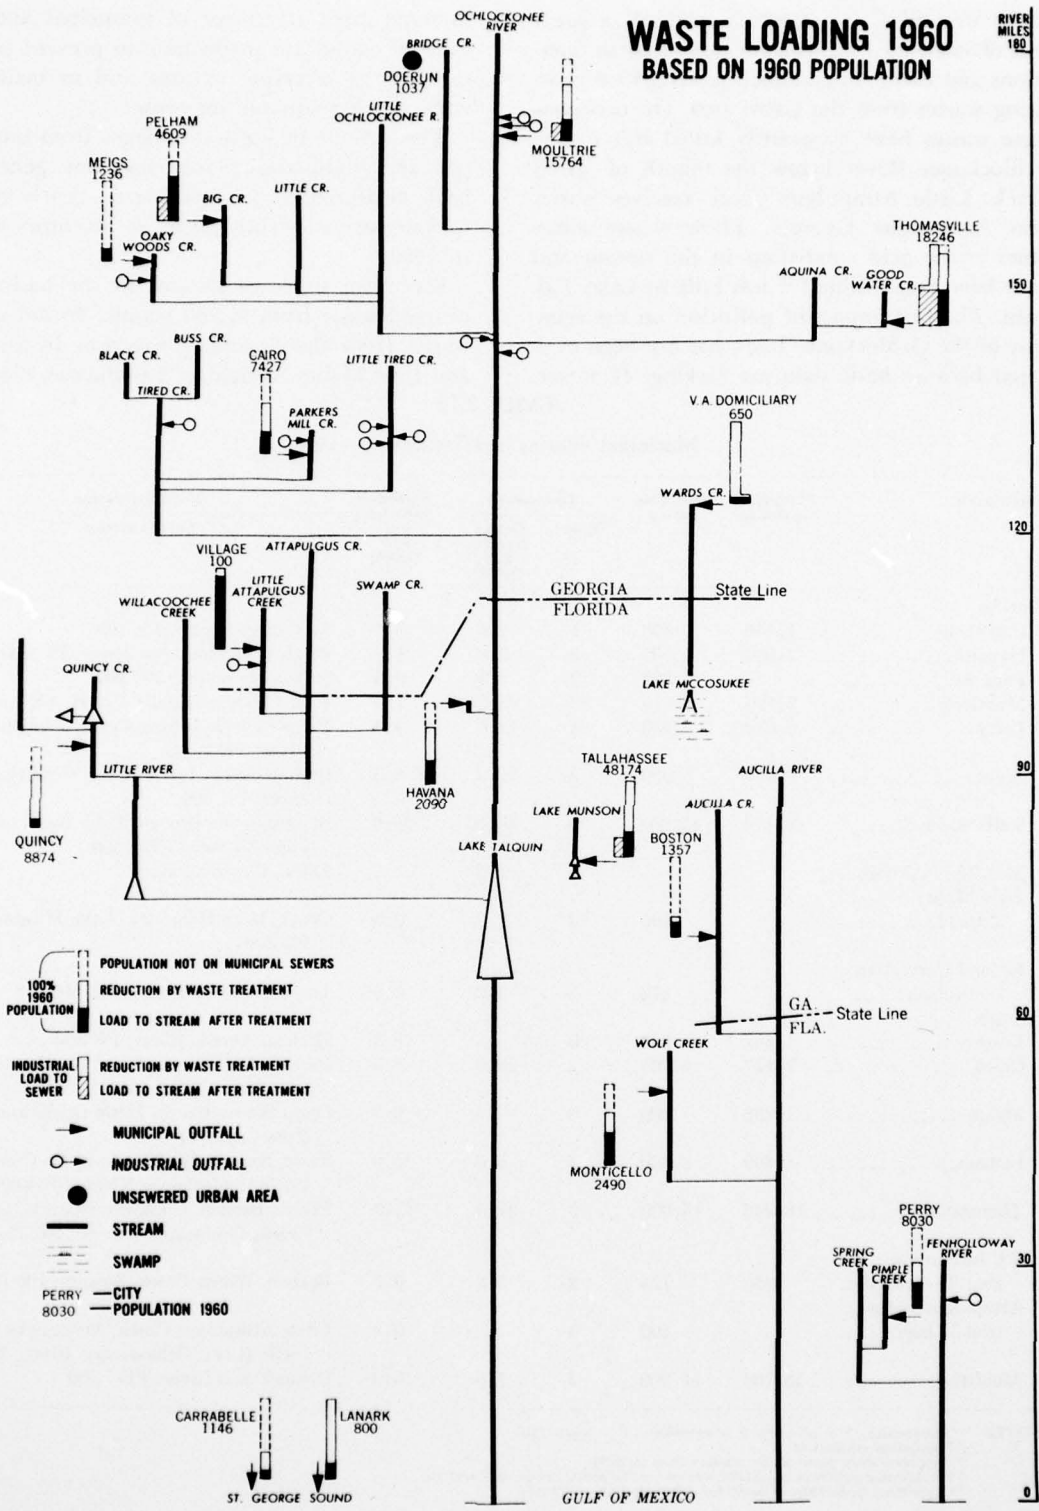 WASTE LOADING 1960
BASED ON 1960 POPULATION
RIVER
MILES
180
150
120
90
60
30
0
OCHLOCKONEE
RIVER
BRIDGE CR.
DOERUN
1037
LITTLE
OCHLOCKONEE R.
MOULTRIE
15764
PELHAM
4609
MEIGS
1236
BIG CR.
LITTLE CR.
OAKY
WOODS CR.
THOMASVILLE
18246
AQUINA CR.
GOOD
WATER CR.
BUSS CR.
BLACK CR.
TIRED CR.
CAIRO
7427
LITTLE TIRED CR.
PARKERS
MILL CR.
V.A. DOMICILIARY
650
WARDS CR.
VILLAGE
100
ATTAPULGUS CR.
LITTLE
ATTAPULGUS
CREEK
SWAMP CR.
WILLACOOCHEE
CREEK
GEORGIA
FLORIDA
State Line
QUINCY CR.
LAKE MICCOSUKEE
LITTLE RIVER
HAVANA
2090
QUINCY
8874
TALLAHASSEE
48174
AUCILLA RIVER
LAKE MUNSON
AUCILLA CR.
BOSTON
1357
LAKE TALQUIN
GA.
FLA.
State Line
100%
1960
POPULATION
POPULATION NOT ON MUNICIPAL SEWERS
REDUCTION BY WASTE TREATMENT
LOAD TO STREAM AFTER TREATMENT
INDUSTRIAL
LOAD TO
SEWER
REDUCTION BY WASTE TREATMENT
LOAD TO STREAM AFTER TREATMENT
MUNICIPAL OUTFALL
INDUSTRIAL OUTFALL
UNSEWERED URBAN AREA
STREAM
SWAMP
PERRY — CITY
8030 — POPULATION 1960
WOLF CREEK
MONTICELLO
2490
PERRY
8030
SPRING
CREEK
PIMPLE
CREEK
FENHOLLOWAY
RIVER
CARRABELLE
1146
LANARK
800
ST. GEORGE SOUND
GULF OF MEXICO